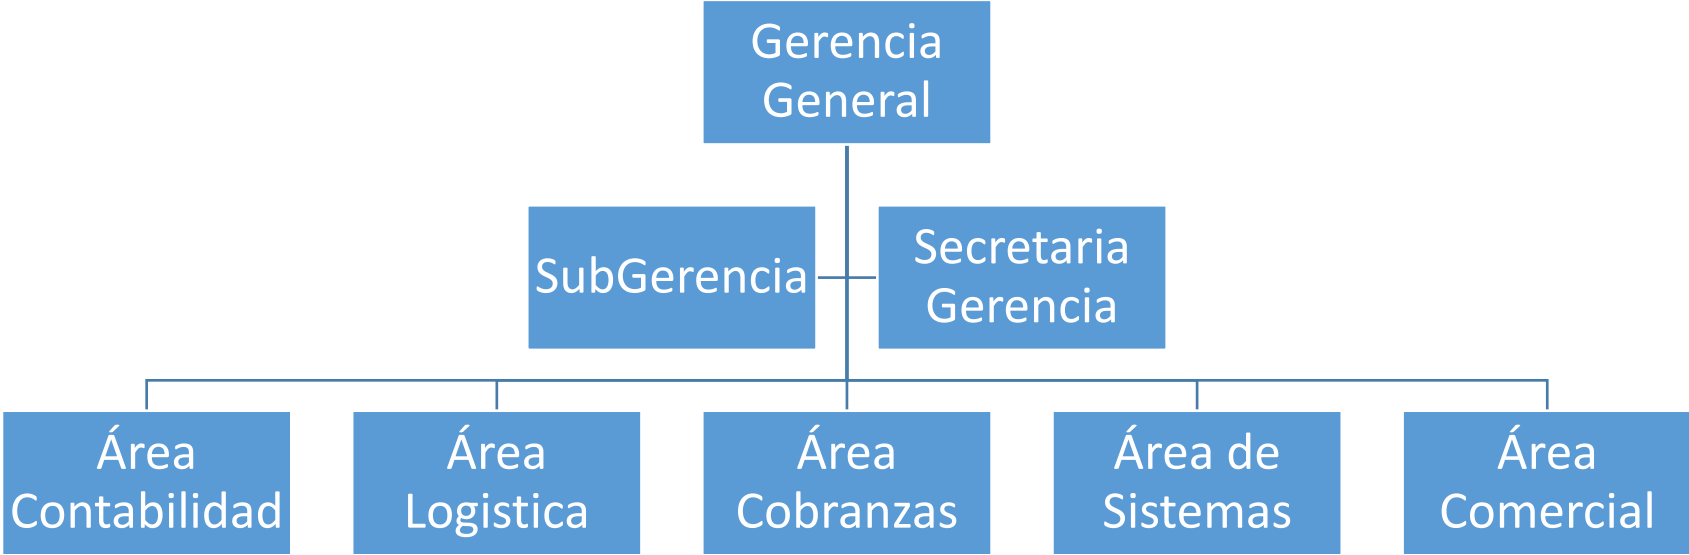 Gerencia
General
SubGerencia
Secretaria
Gerencia
Área
Contabilidad
Área
Logistica
Área
Cobranzas
Área de
Sistemas
Área
Comercial